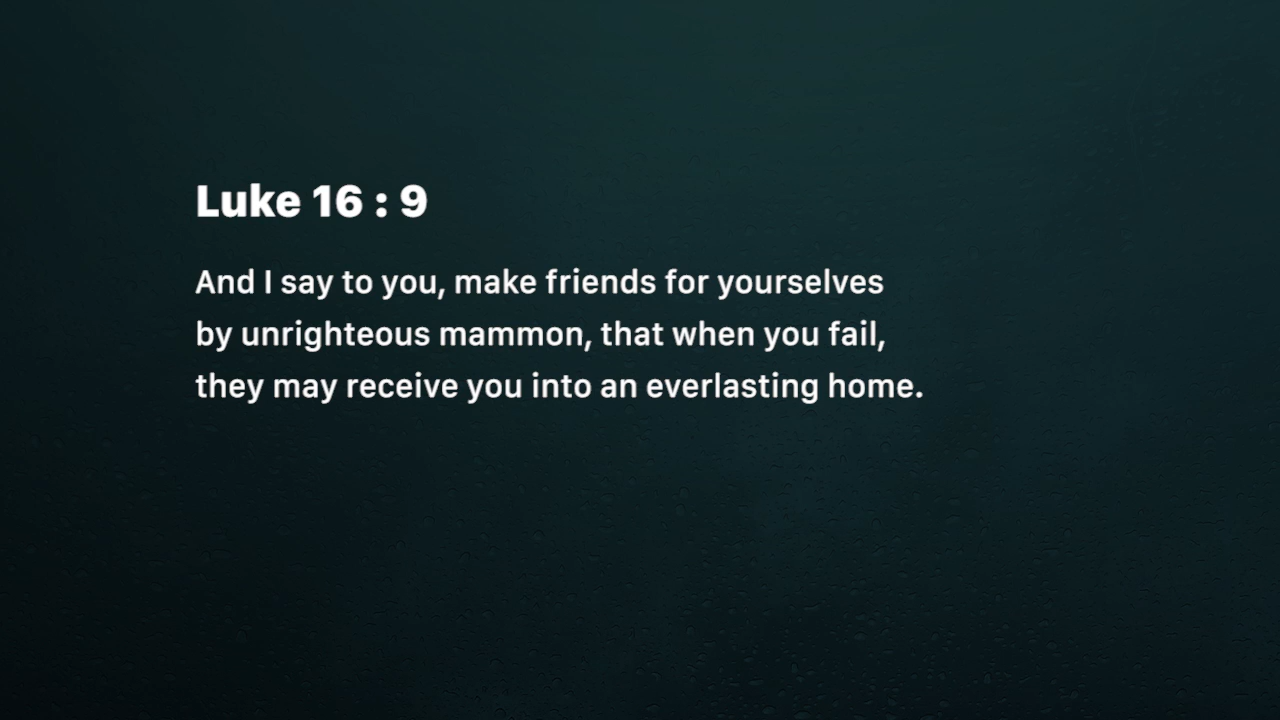 Luke 16 : 9
And I say to you, make friends for yourselves
by unrighteous mammon, that when you fail,
they may receive you into an everlasting home.